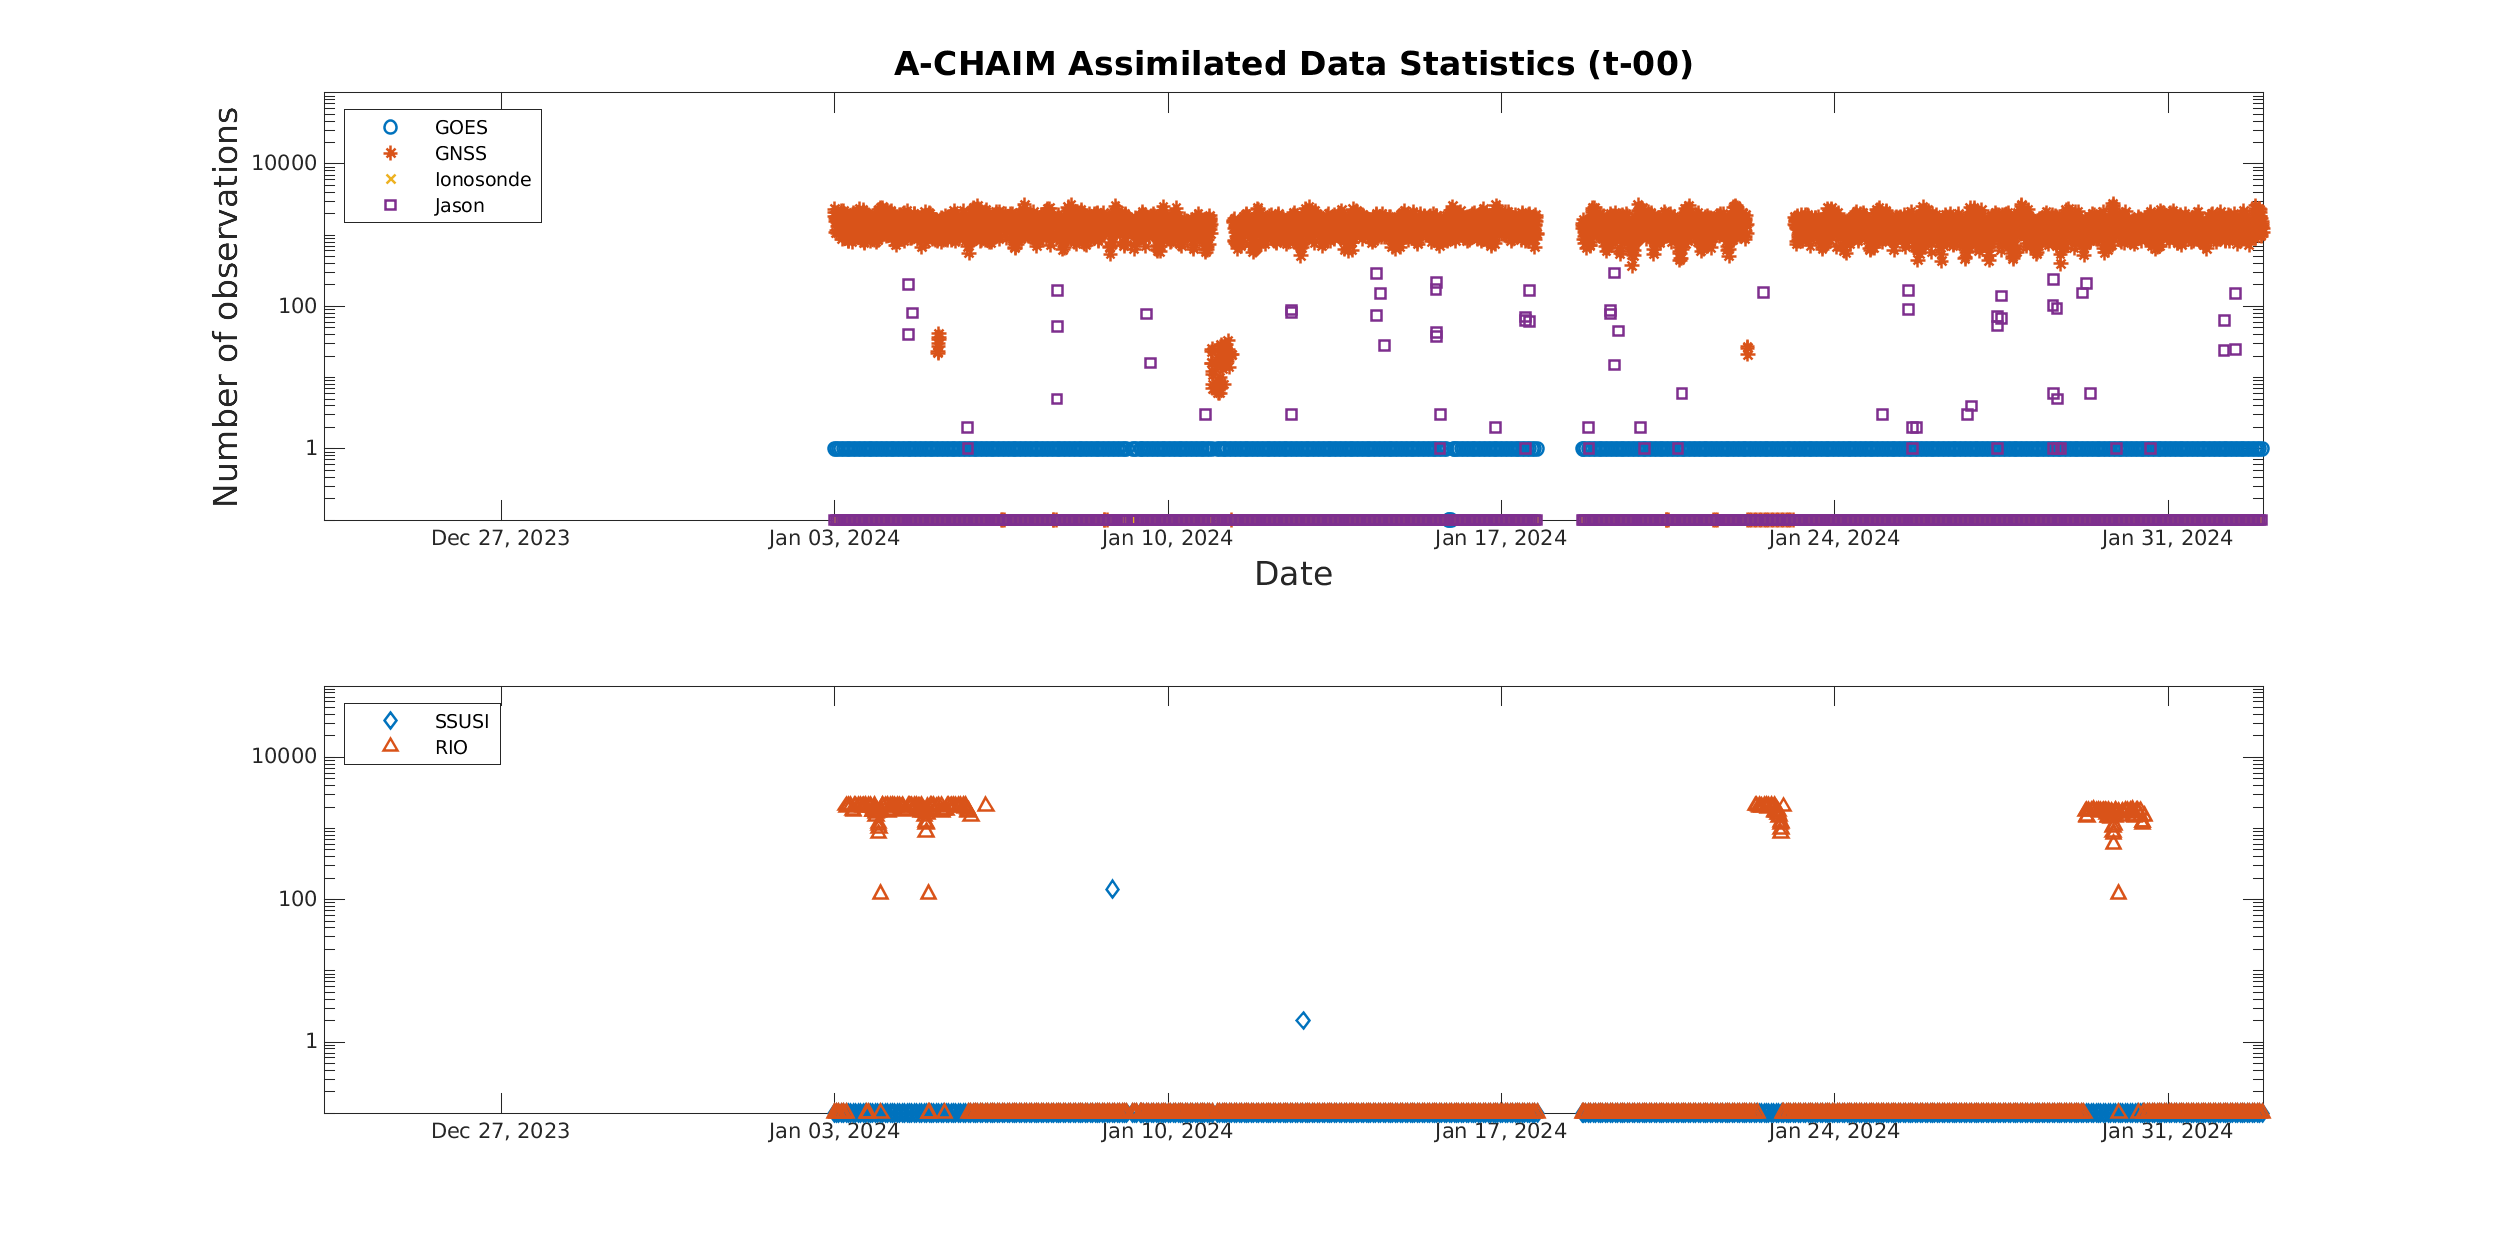 A-CHAIM Assimilated Data Statistics (t-00)
Number of observations
10000
100
1
GOES
GNSS
Ionosonde
Jason
Dec 27, 2023
Jan 03, 2024
Jan 10, 2024
Jan 17, 2024
Jan 24, 2024
Jan 31, 2024
Date
10000
100
1
SSUSI
RIO
Dec 27, 2023
Jan 03, 2024
Jan 10, 2024
Jan 17, 2024
Jan 24, 2024
Jan 31, 2024